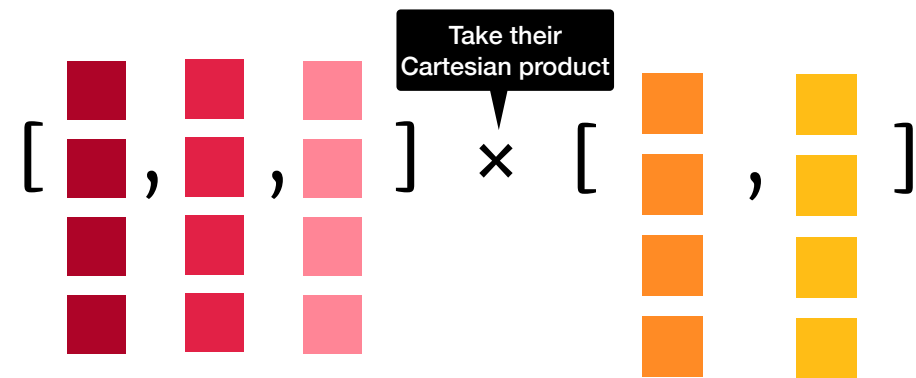 Take their
Cartesian product
[ , , ] × [ , ]